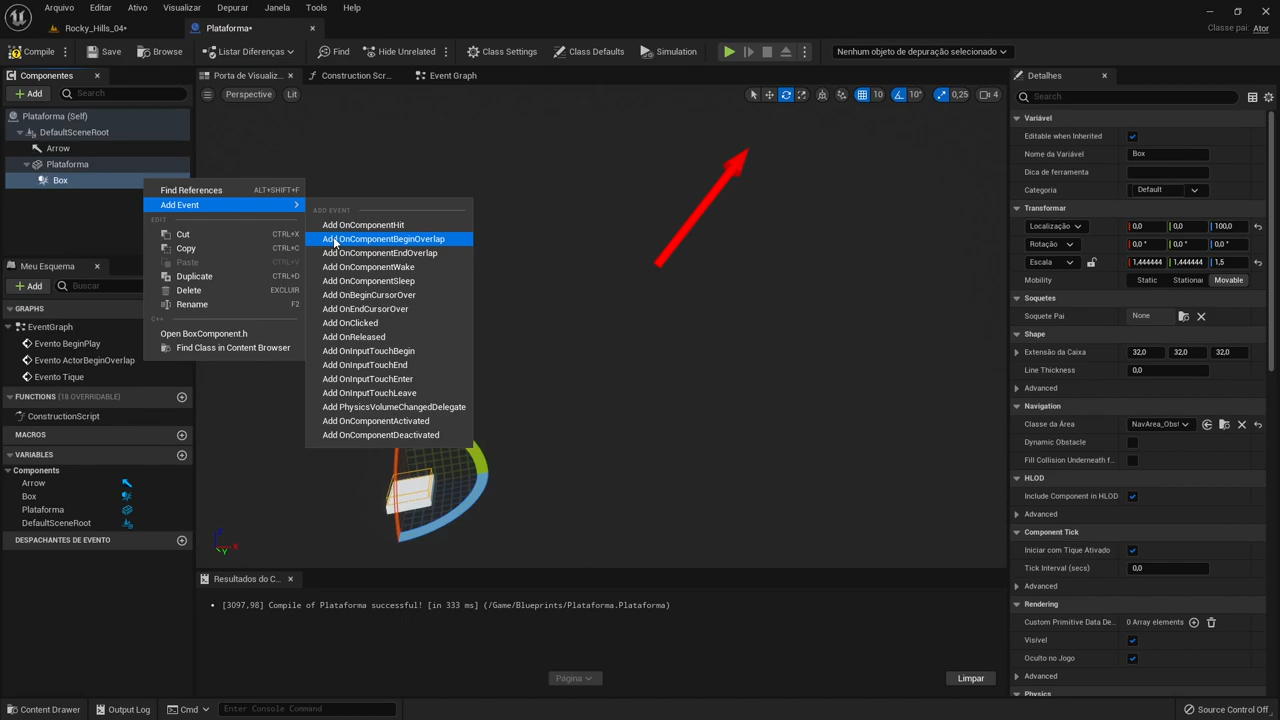 Arquivo Editar Ativo Visualizar Depurar Janela Tools Help
Rocky_Hills_04* Plataforma* Classe pai: Ator
Compile Save Browse Listar Diferenças Find Hide Unrelated Class Settings Class Defaults Simulation Nenhum objeto de depuração selecionado
Componentes
Add Search
Plataforma (Self)
DefaultSceneRoot
Arrow
Plataforma
Box
Find References ALT+SHIFT+F
Add Event
EDIT
Cut CTRL+X
Copy CTRL+C
Paste CTRL+V
Duplicate CTRL+D
Delete EXCLUIR
Rename F2
C++
Open BoxComponent.h
Find Class in Content Browser
ADD EVENT
Add OnComponentHit
Add OnComponentBeginOverlap
Add OnComponentEndOverlap
Add OnComponentWake
Add OnComponentSleep
Add OnBeginCursorOver
Add OnEndCursorOver
Add OnClicked
Add OnReleased
Add OnInputTouchBegin
Add OnInputTouchEnd
Add OnInputTouchEnter
Add OnInputTouchLeave
Add PhysicsVolumeChangedDelegate
Add OnComponentActivated
Add OnComponentDeactivated
Meu Esquema
Add Buscar
GRAPHS
EventGraph
Evento BeginPlay
Evento ActorBeginOverlap
Evento Tique
FUNCTIONS (18 OVERRIDABLE)
ConstructionScript
MACROS
VARIABLES
Components
Arrow
Box
Plataforma
DefaultSceneRoot
DESPACHANTES DE EVENTO
Porta de Visualiz... Construction Scr... Event Graph
Perspective Lit 10 10° 0,25 4
Z X Y
Resultados do C...
[3097,98] Compile of Plataforma successful! [in 333 ms] (/Game/Blueprints/Plataforma.Plataforma)
Página Limpar
Detalhes
Search
Variável
Editable when Inherited
Nome da Variável Box
Dica de ferramenta
Categoria Default
Transformar
Localização 0,0 0,0 100,0
Rotação 0,0 ° 0,0 ° 0,0 °
Escala 1,444444 1,444444 1,5
Mobility Static Stationar Movable
Soquetes
Soquete Pai None
Shape
Extensão da Caixa 32,0 32,0 32,0
Line Thickness 0,0
Advanced
Navigation
Classe da Área NavArea_Obst
Dynamic Obstacle
Fill Collision Underneath f...
HLOD
Include Component in HLOD
Advanced
Component Tick
Iniciar com Tique Ativado
Tick Interval (secs) 0,0
Advanced
Rendering
Custom Primitive Data De... 0 Array elements
Visível
Oculto no Jogo
Advanced
Physics
Content Drawer Output Log Cmd Enter Console Command Source Control Off